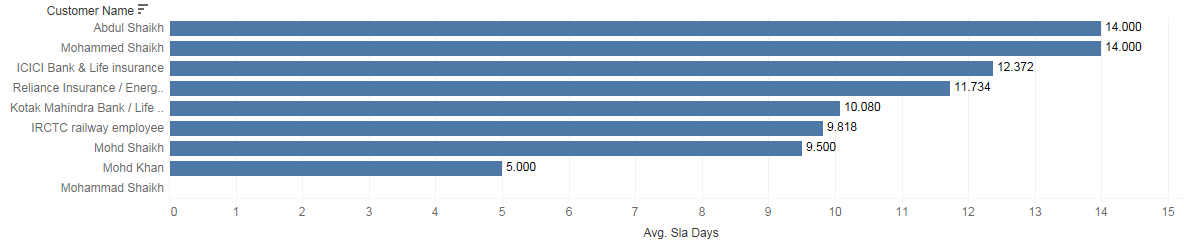 Customer Name
Abdul Shaikh 14.000
Mohammed Shaikh 14.000
ICICI Bank & Life insurance 12.372
Reliance Insurance / Energ.. 11.734
Kotak Mahindra Bank / Life .. 10.080
IRCTC railway employee 9.818
Mohd Shaikh 9.500
Mohd Khan 5.000
Mohammad Shaikh
0 1 2 3 4 5 6 7 8 9 10 11 12 13 14 15
Avg. Sla Days